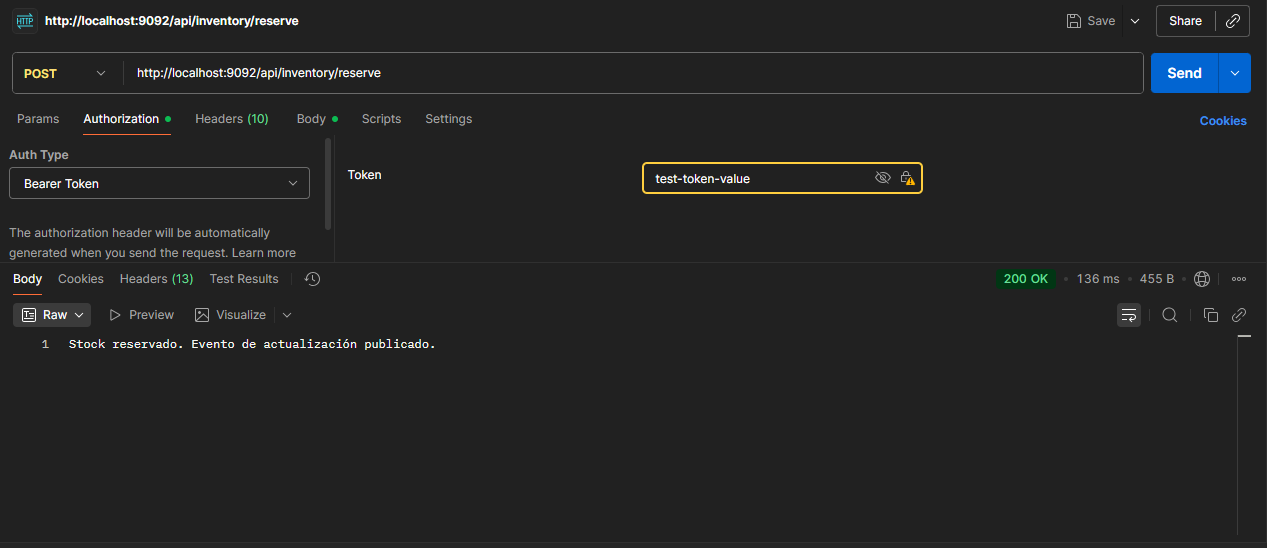 HTTP http://localhost:9092/api/inventory/reserve Save Share
POST http://localhost:9092/api/inventory/reserve Send
Params Authorization Headers (10) Body Scripts Settings Cookies
Auth Type
Bearer Token
Token test-token-value
The authorization header will be automatically
generated when you send the request. Learn more
Body Cookies Headers (13) Test Results 200 OK 136 ms 455 B
Raw Preview Visualize
1 Stock reservado. Evento de actualización publicado.